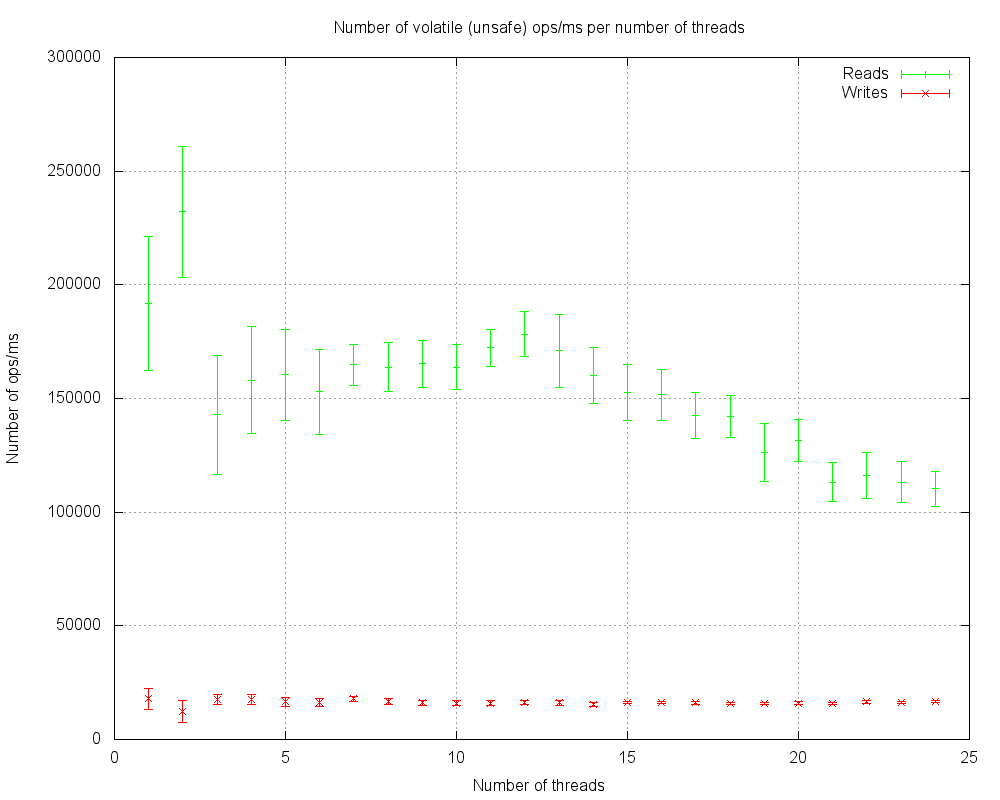 Number of volatile (unsafe) ops/ms per number of threads
300000
250000
200000
150000
100000
50000
0
Reads
Writes
Number of ops/ms
0 5 10 15 20 25
Number of threads